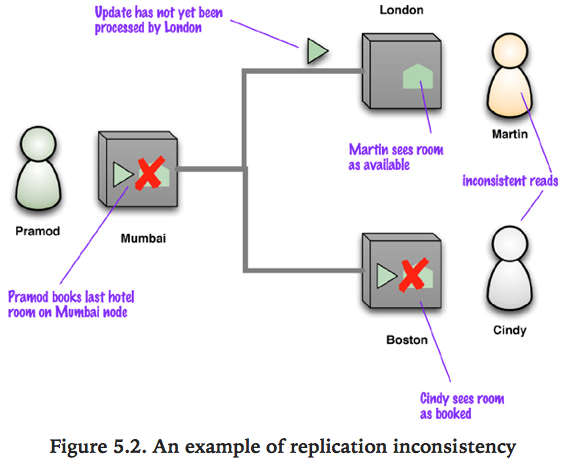 Update has not yet been
processed by London
London
Martin
Martin sees room
as available
inconsistent reads
Pramod
Mumbai
Pramod books last hotel
room on Mumbai node
Boston
Cindy
Cindy sees room
as booked
Figure 5.2. An example of replication inconsistency